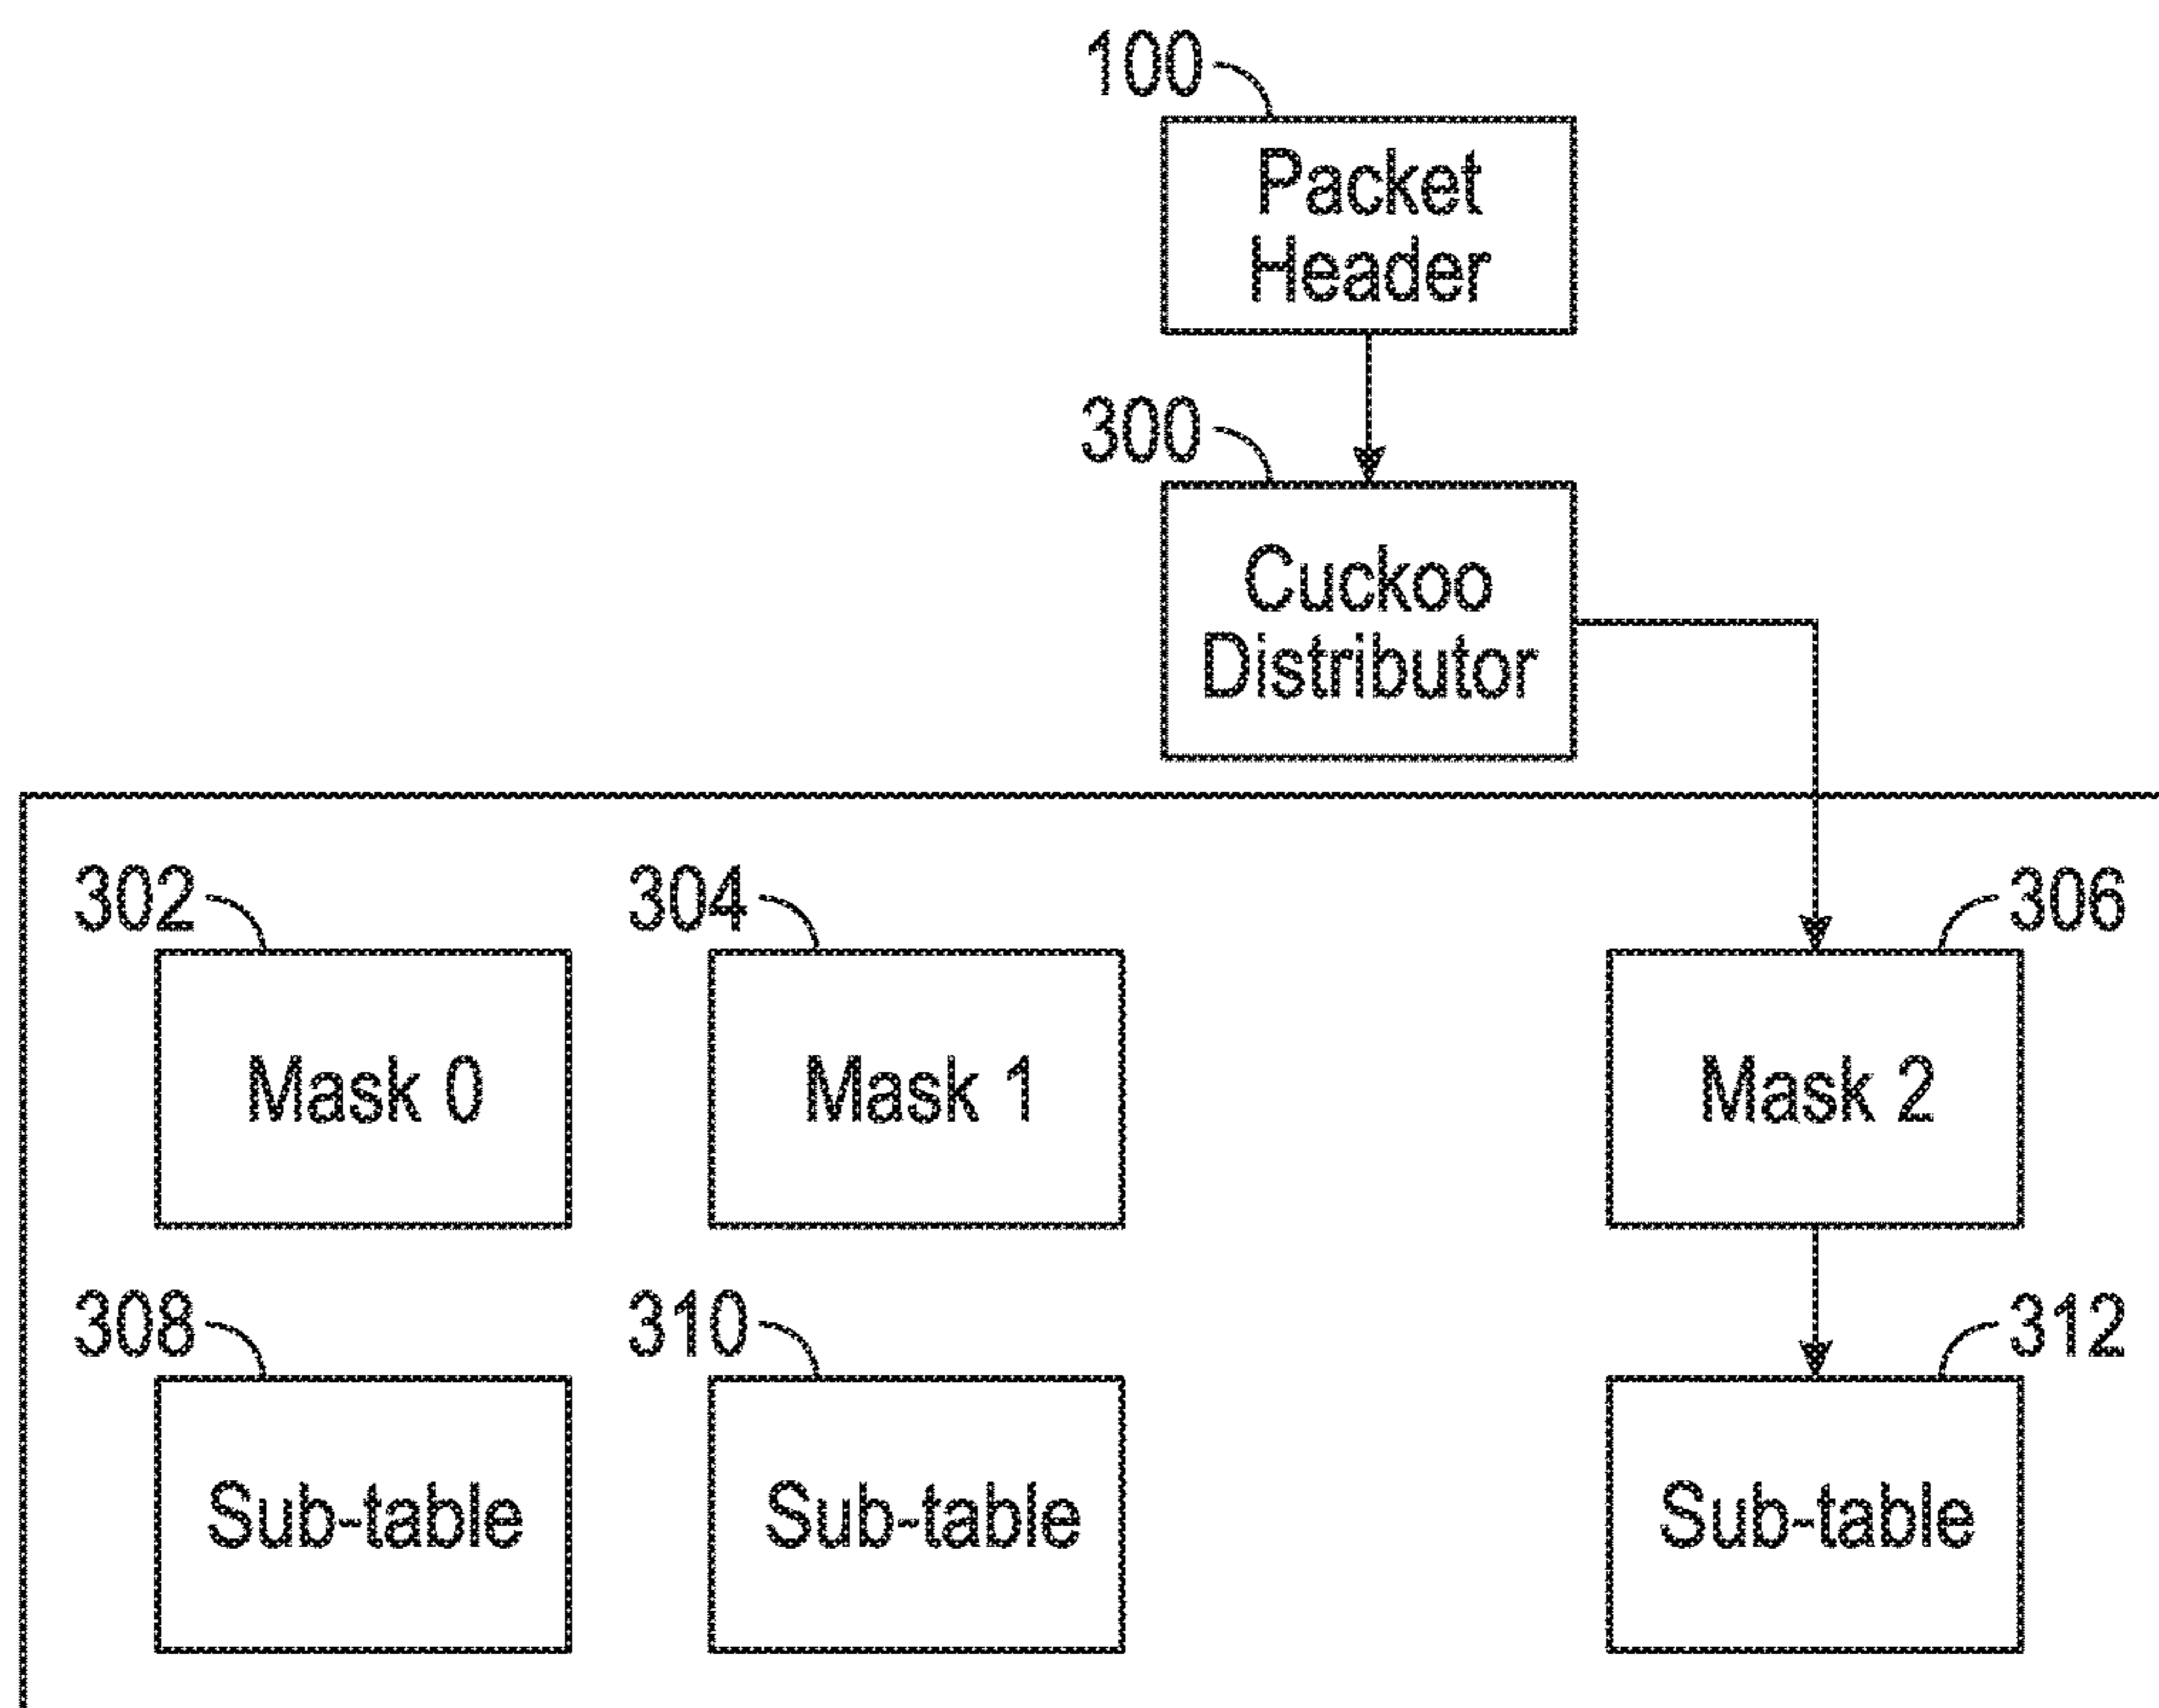 100
Packet
Header
300
Cuckoo
Distributor
302
304
306
Mask 0
Mask 1
Mask 2
308
310
312
Sub-table
Sub-table
Sub-table